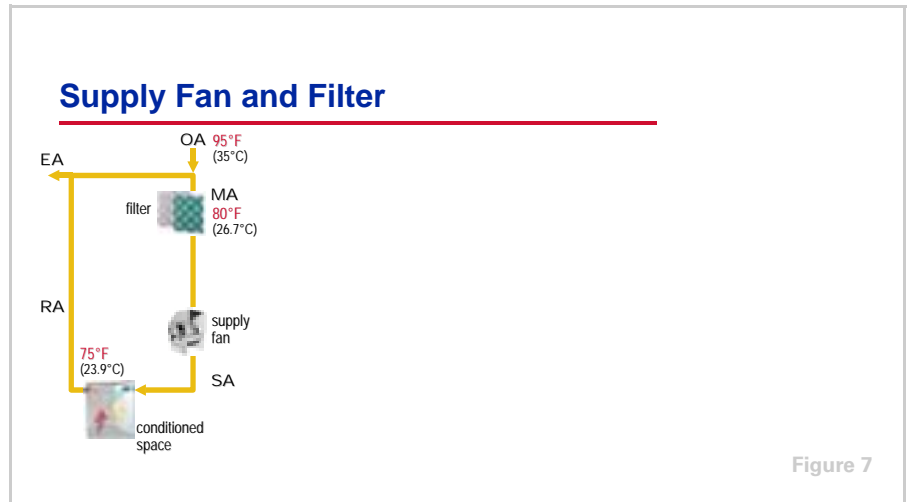 Supply Fan and Filter
OA 95°F
(35°C)
EA
MA
filter
80°F
(26.7°C)
RA
supply
fan
75°F
(23.9°C)
SA
conditioned
space
Figure 7